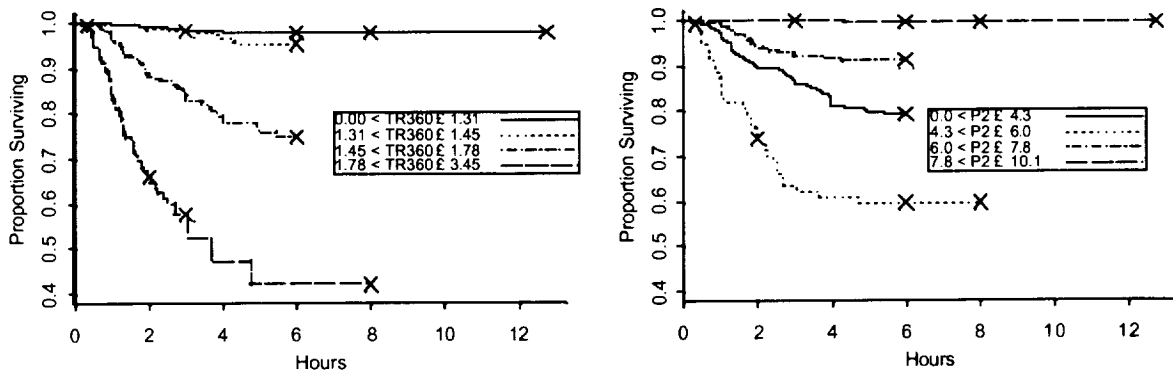 Proportion Surviving
1.0
0.9
0.8
0.7
0.6
0.5
0.4
0.00 < TR360 £ 1.31
1.31 < TR360 £ 1.45
1.45 < TR360 £ 1.78
1.78 < TR360 £ 3.45
0 2 4 6 8 10 12
Hours
Proportion Surviving
1.0
0.9
0.8
0.7
0.6
0.5
0.4
0.0 < P2 £ 4.3
4.3 < P2 £ 6.0
6.0 < P2 £ 7.8
7.8 < P2 £ 10.1
0 2 4 6 8 10 12
Hours